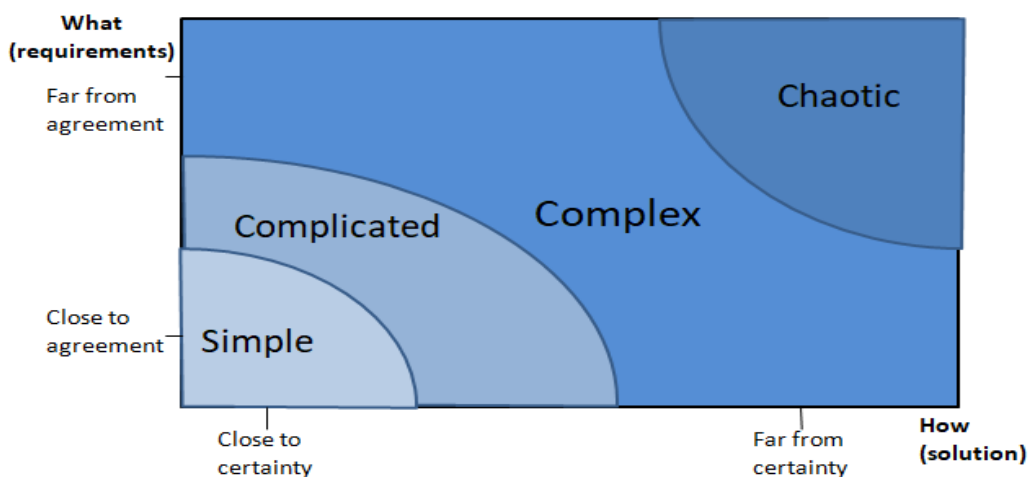 What
(requirements)
Far from
agreement
Chaotic
Complicated
Complex
Close to
agreement
Simple
Close to
certainty
Far from
certainty
How
(solution)